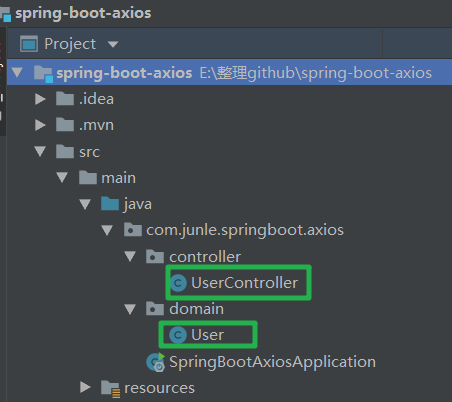 spring-boot-axios
Project
spring-boot-axios E:\整理github\spring-boot-axios
.idea
.mvn
src
main
java
com.junle.springboot.axios
controller
UserController
domain
User
SpringBootAxiosApplication
resources